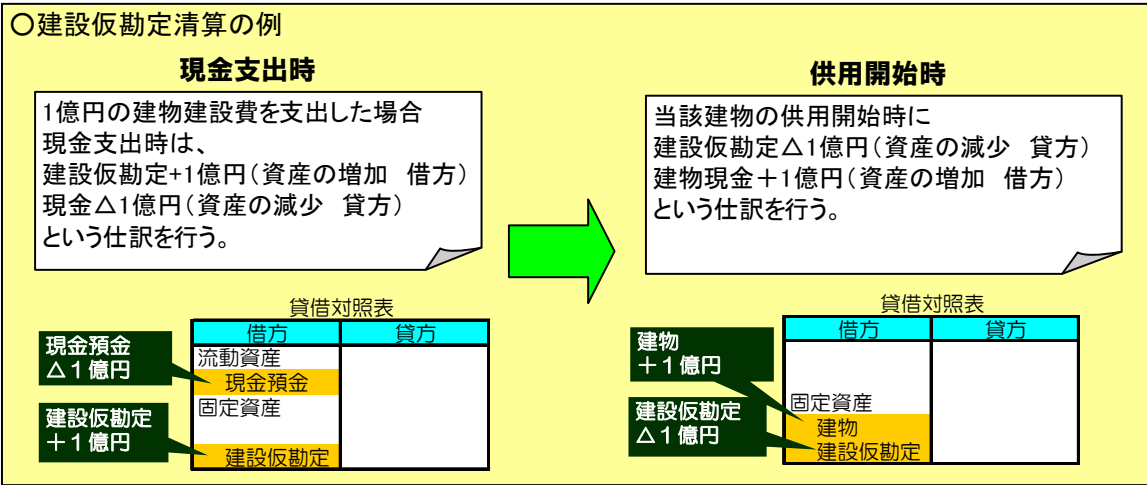 〇建設仮勘定清算の例
現金支出時
1億円の建物建設費を支出した場合
現金支出時は、
建設仮勘定+1億円(資産の増加 借方)
現金△1億円(資産の減少 貸方)
という仕訳を行う。
供用開始時
当該建物の供用開始時に
建設仮勘定△1億円(資産の減少 貸方)
建物現金＋1億円(資産の増加 借方)
という仕訳を行う。
貸借対照表
借方 貸方
流動資産
現金預金
固定資産
建設仮勘定
現金預金
△１億円
建設仮勘定
＋１億円
貸借対照表
借方 貸方
固定資産
建物
建設仮勘定
建物
＋１億円
建設仮勘定
△１億円